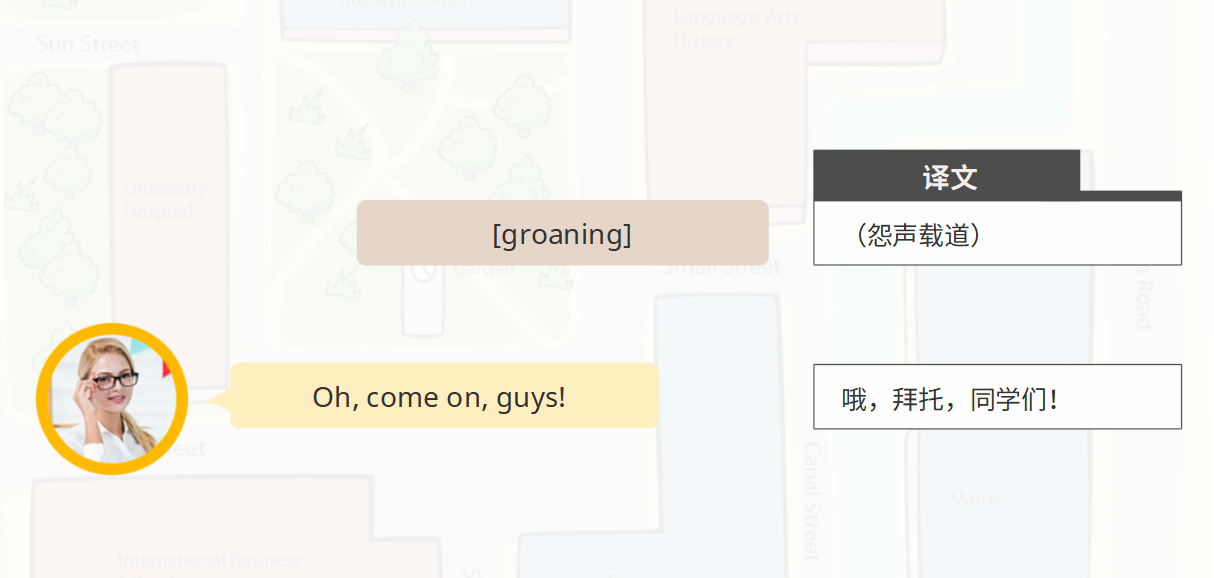 Student's Union
Language, Arts,
History
Sun Street
University
Hospital
译文
[groaning]
（怨声载道）
Garden
Small Street
Road
Oh, come on, guys!
哦，拜托，同学们！
Canal Street
Maths
International Business